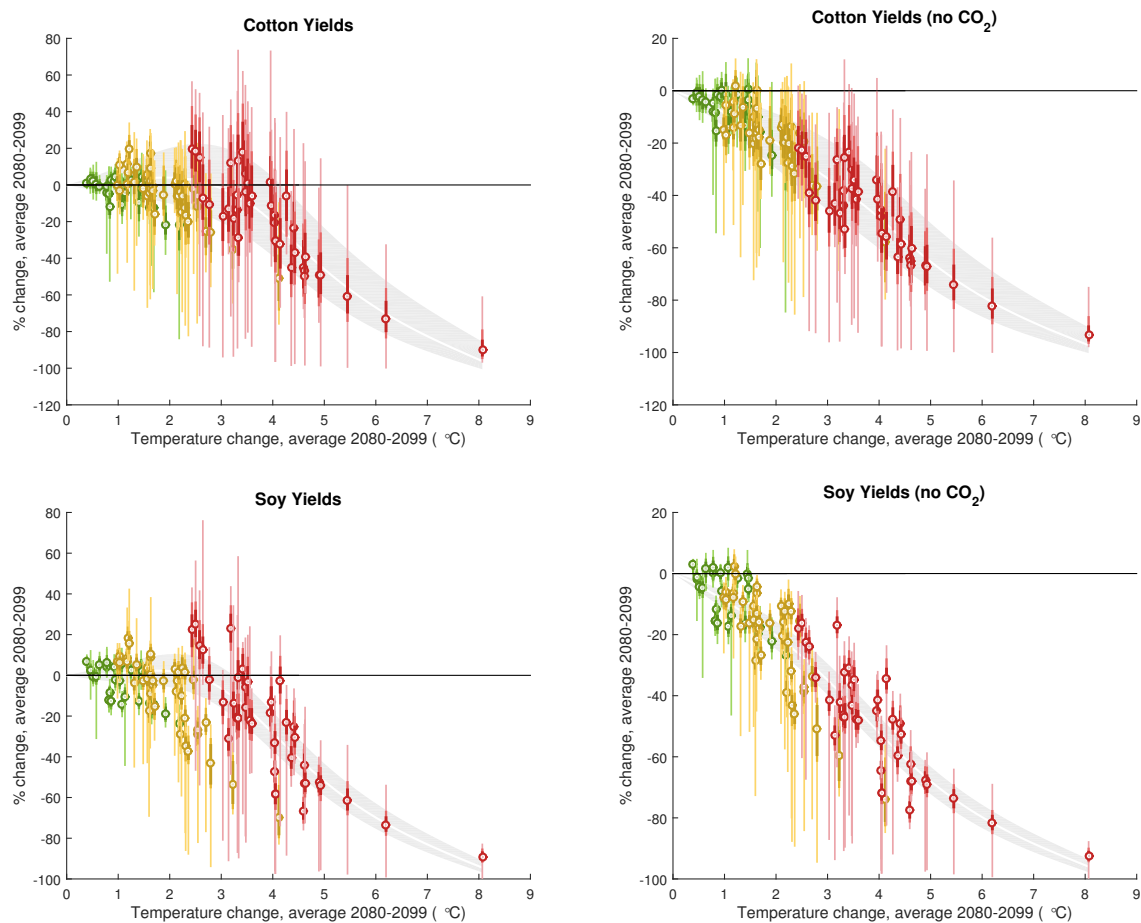 Cotton Yields
80
60
40
20
0
-20
-40
-60
-80
-100
-120
% change, average 2080-2099
0 1 2 3 4 5 6 7 8 9
Temperature change, average 2080-2099 ( °C)
Cotton Yields (no CO2)
20
0
-20
-40
-60
-80
-100
-120
% change, average 2080-2099
0 1 2 3 4 5 6 7 8 9
Temperature change, average 2080-2099 ( °C)
Soy Yields
80
60
40
20
0
-20
-40
-60
-80
-100
% change, average 2080-2099
0 1 2 3 4 5 6 7 8 9
Temperature change, average 2080-2099 ( °C)
Soy Yields (no CO2)
20
0
-20
-40
-60
-80
-100
% change, average 2080-2099
0 1 2 3 4 5 6 7 8 9
Temperature change, average 2080-2099 ( °C)